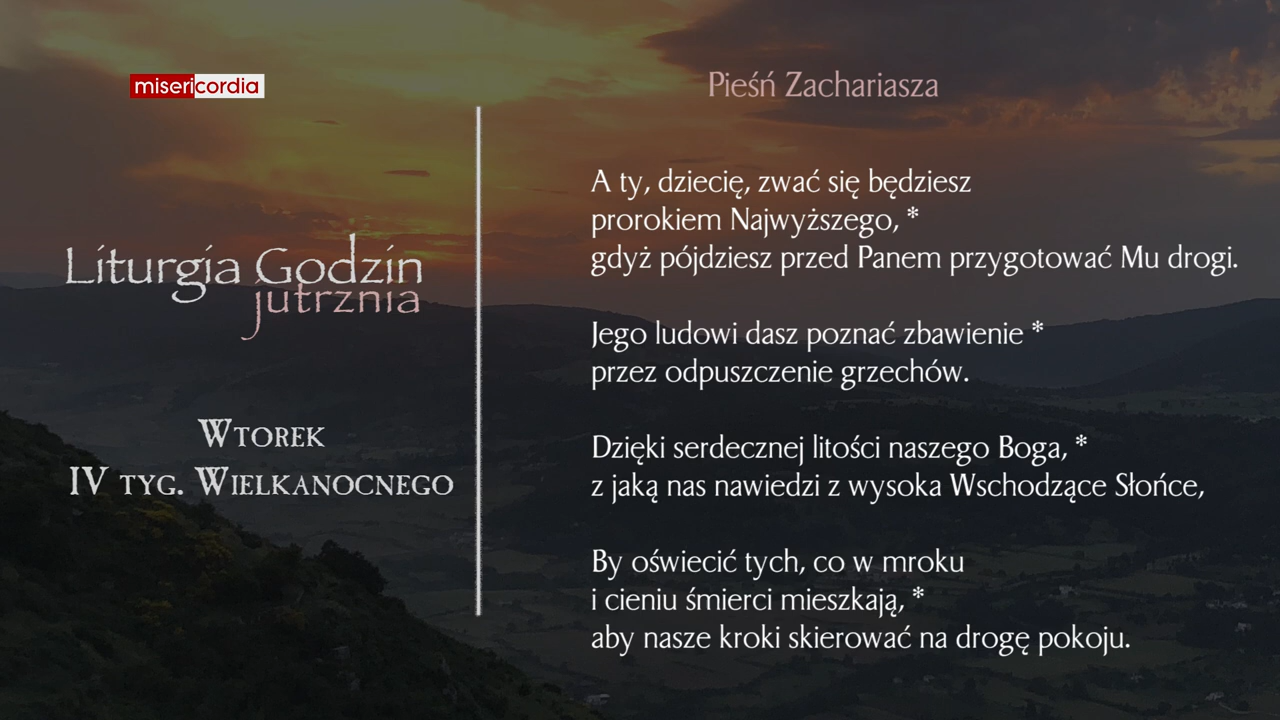 misericordia
Liturgia Godzin
jutrznia
Wtorek
IV tyg. Wielkanocnego
Pieśń Zachariasza
A ty, dziecię, zwać się będziesz
prorokiem Najwyższego, *
gdyż pójdziesz przed Panem przygotować Mu drogi.
Jego ludowi dasz poznać zbawienie *
przez odpuszczenie grzechów.
Dzięki serdecznej litości naszego Boga, *
z jaką nas nawiedzi z wysoka Wschodzące Słońce,
By oświecić tych, co w mroku
i cieniu śmierci mieszkają, *
aby nasze kroki skierować na drogę pokoju.